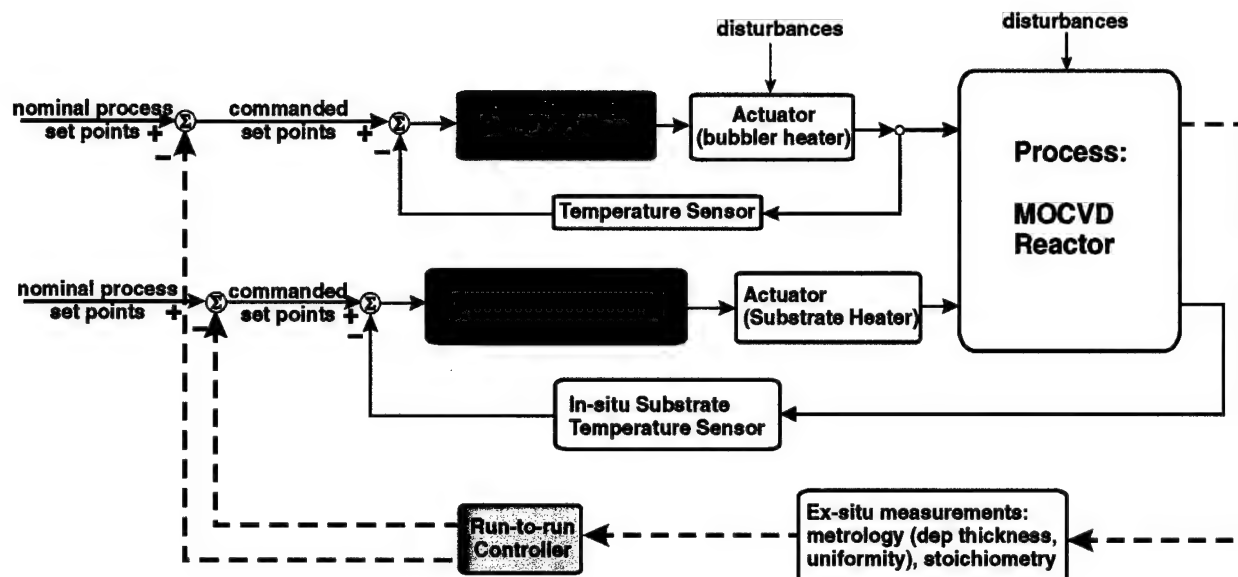 disturbances
disturbances
nominal process
set points
+
Σ
−
commanded
set points
+
Σ
−
Actuator
(bubbler heater)
Process:
MOCVD
Reactor
Temperature Sensor
nominal process
set points
+
Σ
−
commanded
set points
+
Σ
−
Actuator
(Substrate Heater)
In-situ Substrate
Temperature Sensor
Run-to-run
Controller
Ex-situ measurements:
metrology (dep thickness,
uniformity), stoichiometry